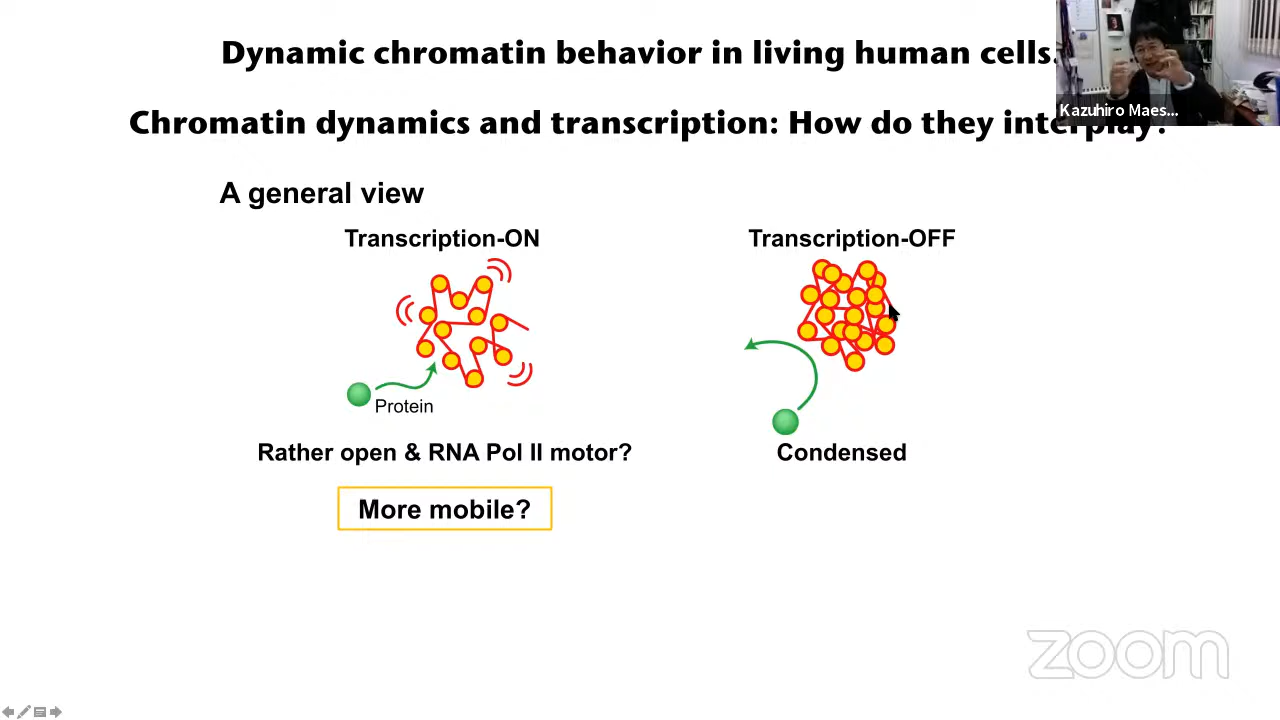 Dynamic chromatin behavior in living human cells.
Kazuhiro Maes...
Chromatin dynamics and transcription: How do they interplay?
A general view
Transcription-ON
Transcription-OFF
Protein
Rather open & RNA Pol II motor?
Condensed
More mobile?
zoom